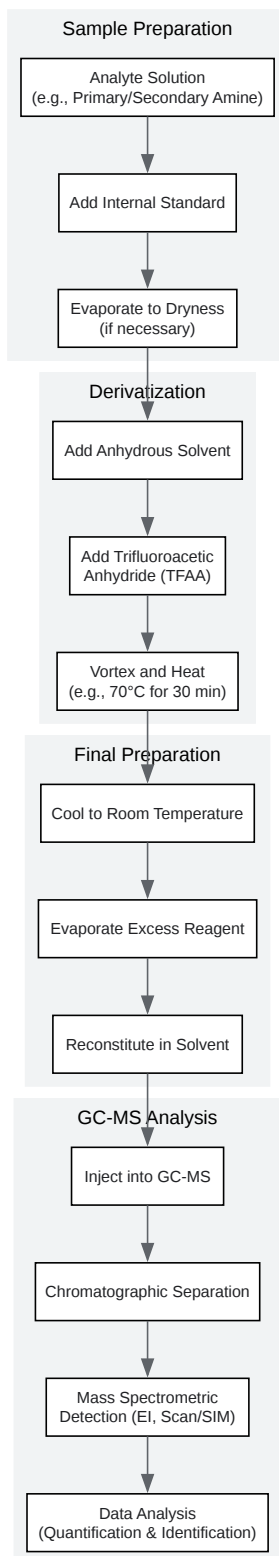 Sample Preparation
Analyte Solution
(e.g., Primary/Secondary Amine)
Add Internal Standard
Evaporate to Dryness
(if necessary)
Derivatization
Add Anhydrous Solvent
Add Trifluoroacetic
Anhydride (TFAA)
Vortex and Heat
(e.g., 70°C for 30 min)
Final Preparation
Cool to Room Temperature
Evaporate Excess Reagent
Reconstitute in Solvent
GC-MS Analysis
Inject into GC-MS
Chromatographic Separation
Mass Spectrometric
Detection (EI, Scan/SIM)
Data Analysis
(Quantification & Identification)